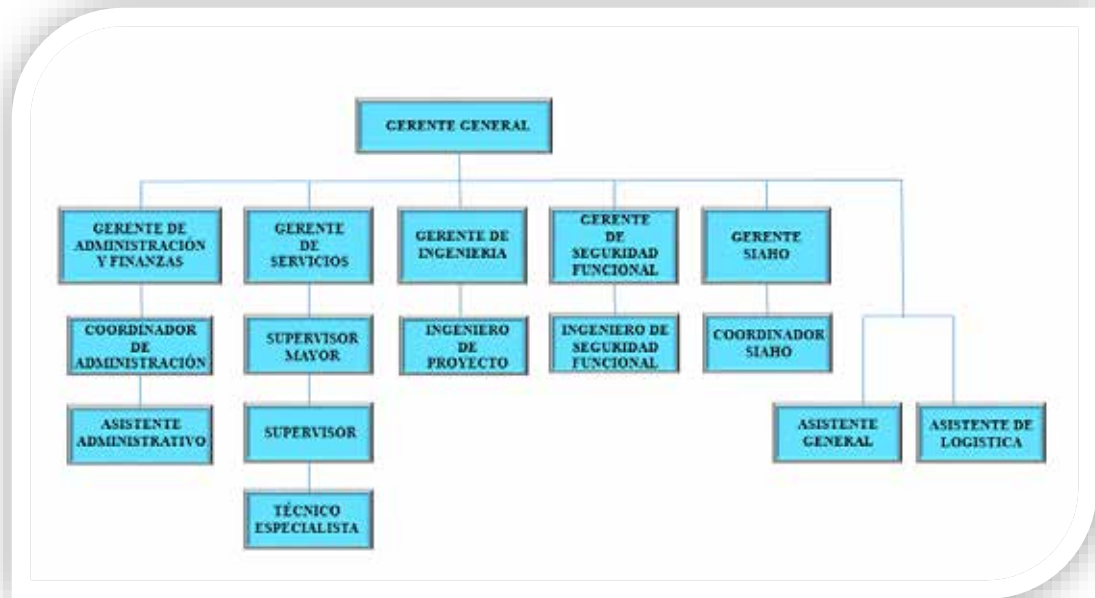 GERENTE GENERAL
GERENTE DE
ADMINISTRACIÓN
Y FINANZAS
GERENTE
DE
SERVICIOS
GERENTE DE
INGENIERIA
GERENTE
DE
SEGURIDAD
FUNCIONAL
GERENTE
SIAHO
COORDINADOR
DE
ADMINISTRACIÓN
SUPERVISOR
MAYOR
INGENIERO
DE
PROYECTO
INGENIERO DE
SEGURIDAD
FUNCIONAL
COORDINADOR
SIAHO
ASISTENTE
ADMINISTRATIVO
SUPERVISOR
ASISTENTE
GENERAL
ASISTENTE DE
LOGISTICA
TÉCNICO
ESPECIALISTA